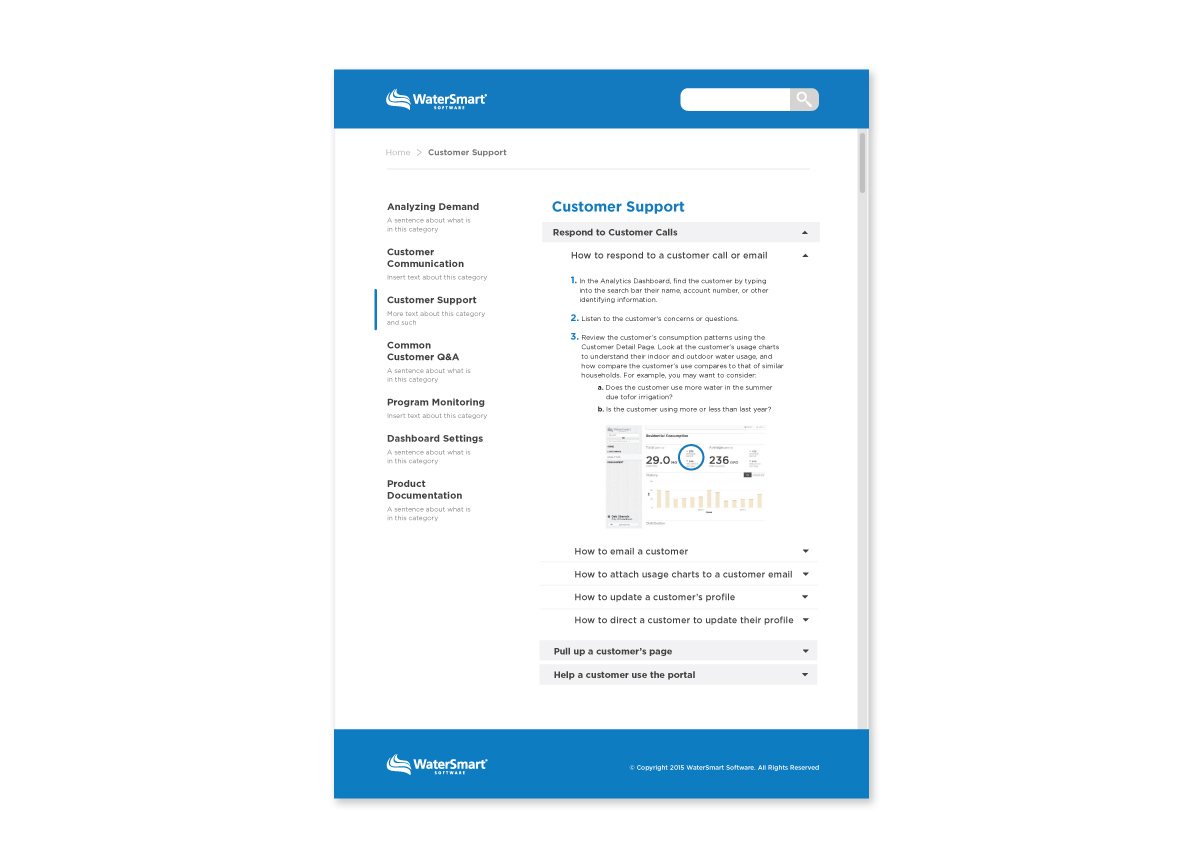 WaterSmart
SOFTWARE
Home > Customer Support
Analyzing Demand
A sentence about what is
in this category
Customer
Communication
Insert text about this category
Customer Support
More text about this category
and such
Common
Customer Q&A
A sentence about what is
in this category
Program Monitoring
Insert text about this category
Dashboard Settings
A sentence about what is
in this category
Product
Documentation
A sentence about what is
in this category
Customer Support
Respond to Customer Calls
How to respond to a customer call or email
1. In the Analytics Dashboard, find the customer by typing
into the search bar their name, account number, or other
identifying information.
2. Listen to the customer's concerns or questions.
3. Review the customer's consumption patterns using the
Customer Detail Page. Look at the customer's usage charts
to understand their indoor and outdoor water usage, and
how compare the customer's use compares to that of similar
households. For example, you may want to consider:
a. Does the customer use more water in the summer
due tofor irrigation?
b. Is the customer using more or less than last year?
Residential Consumption
29.0
236
How to email a customer
How to attach usage charts to a customer email
How to update a customer's profile
How to direct a customer to update their profile
Pull up a customer's page
Help a customer use the portal
WaterSmart
SOFTWARE
© Copyright 2015 WaterSmart Software. All Rights Reserved